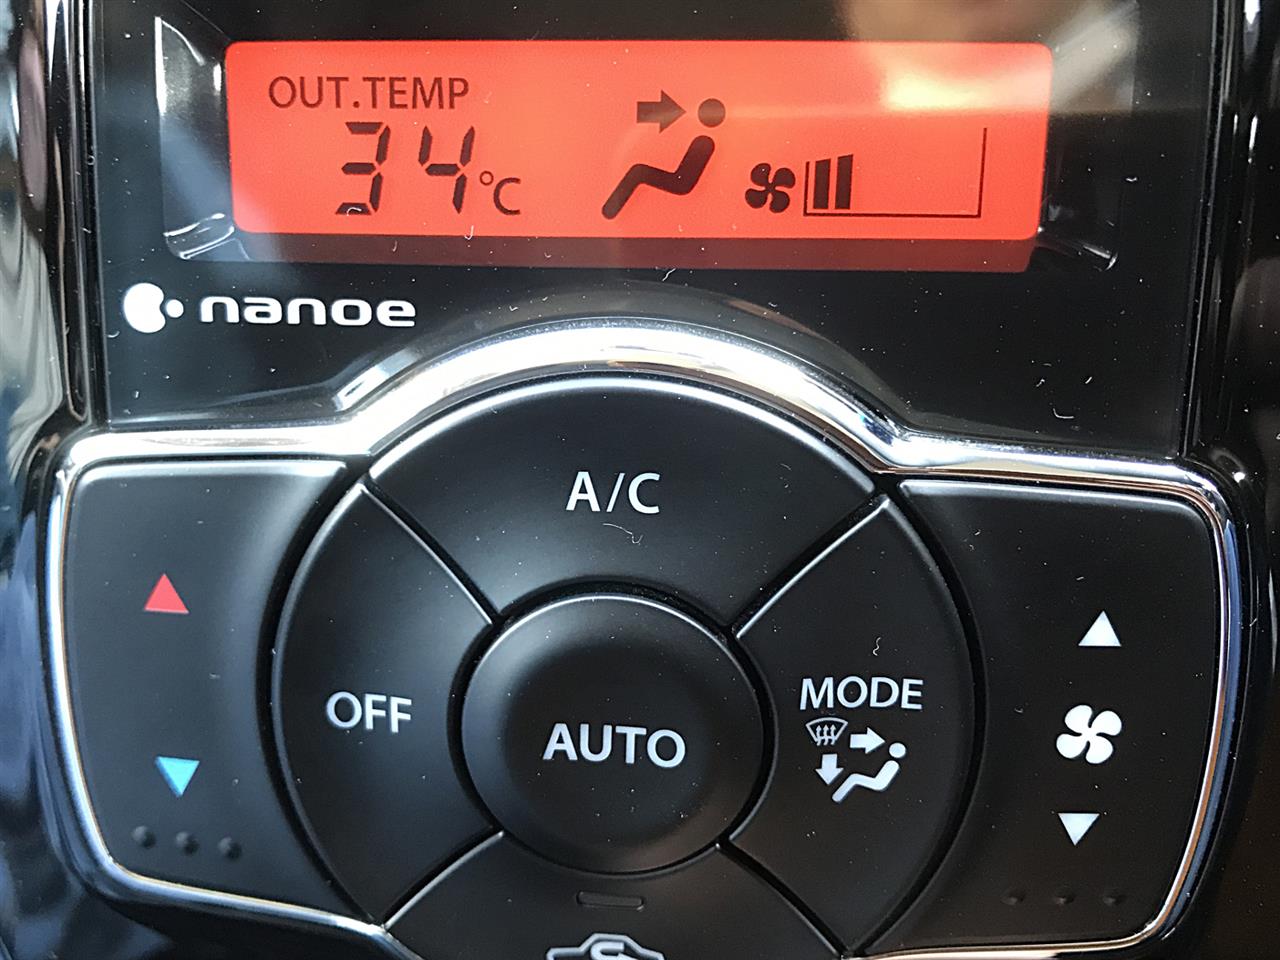 OUT.TEMP
34°C
nanoe
A/C
OFF
AUTO
MODE